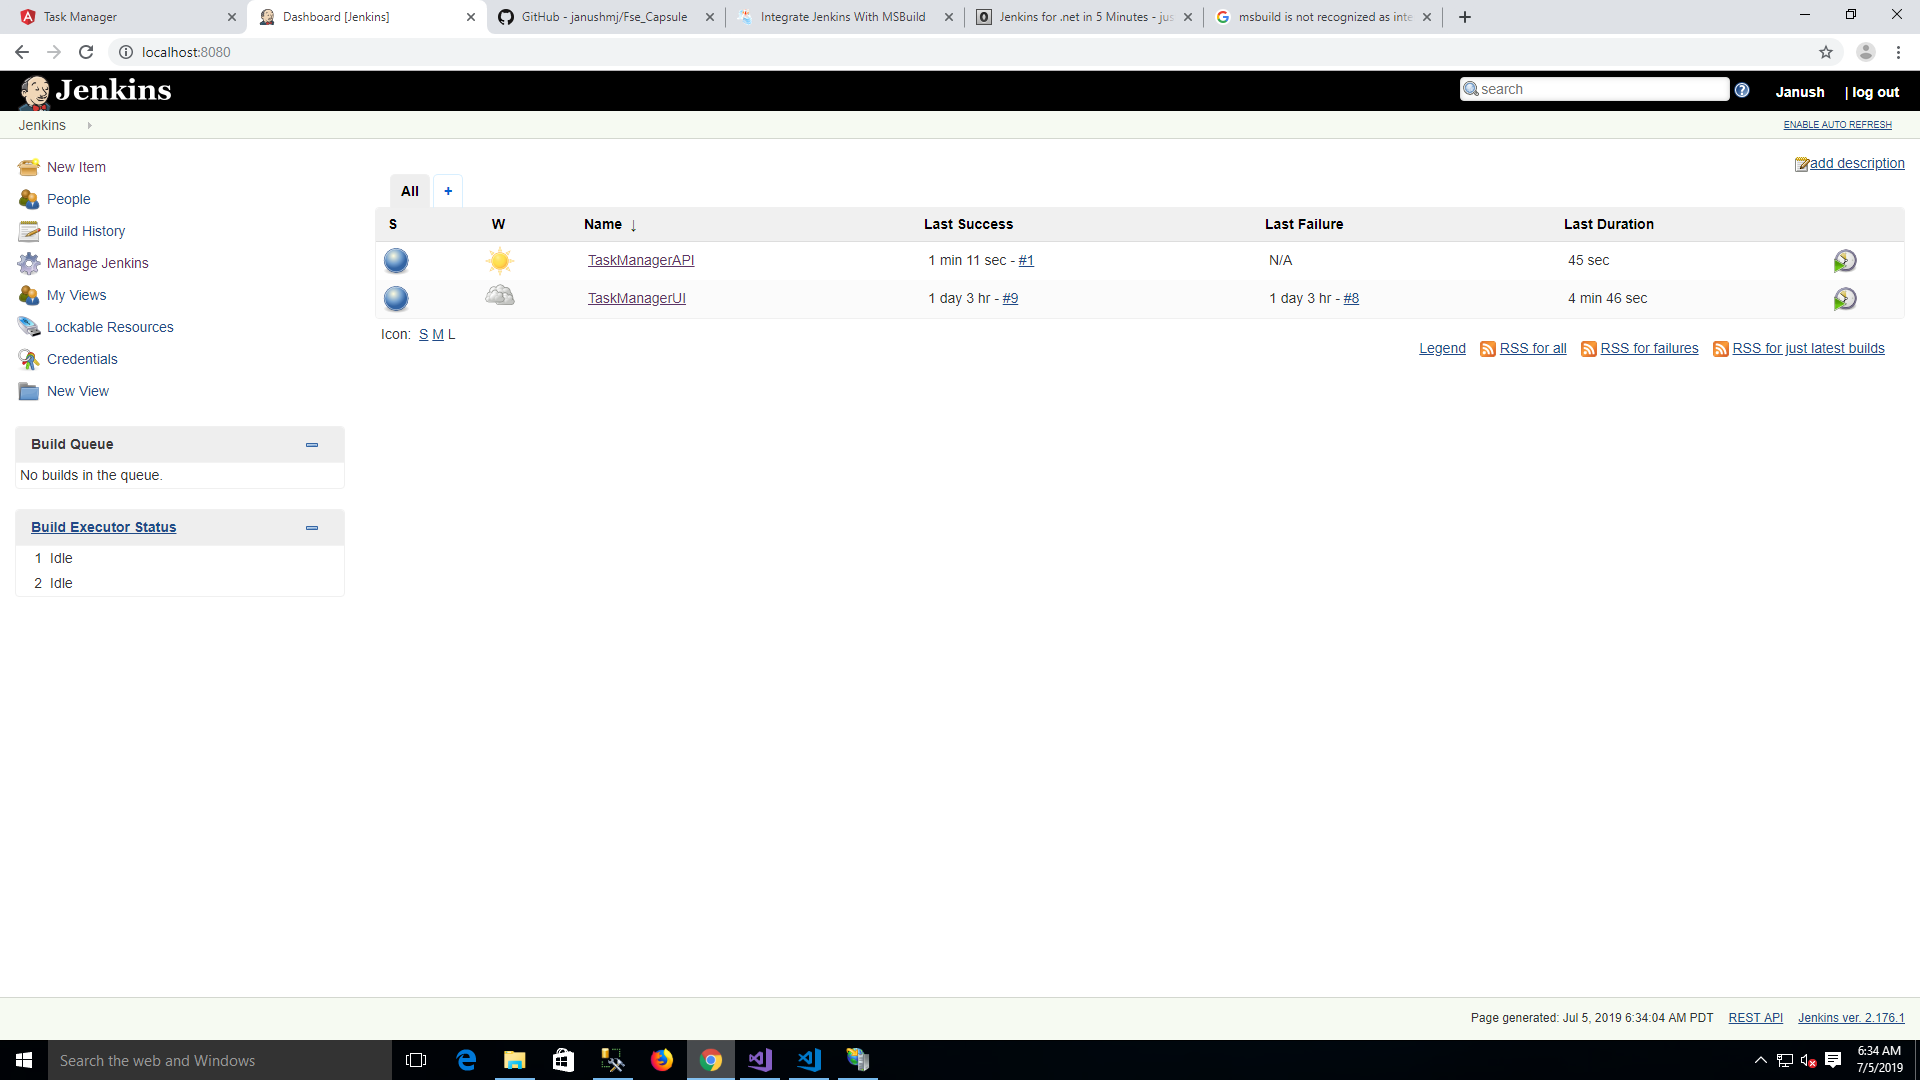 Task Manager
Dashboard [Jenkins]
GitHub - janushmj/Fse_Capsule
Integrate Jenkins With MSBuild
Jenkins for .net in 5 Minutes - jus
msbuild is not recognized as inte
localhost:8080
Jenkins
search
Janush
| log out
Jenkins
ENABLE AUTO REFRESH
New Item
People
Build History
Manage Jenkins
My Views
Lockable Resources
Credentials
New View
Build Queue
No builds in the queue.
Build Executor Status
1 Idle
2 Idle
add description
All +
S W Name ↓ Last Success Last Failure Last Duration
TaskManagerAPI 1 min 11 sec - #1 N/A 45 sec
TaskManagerUI 1 day 3 hr - #9 1 day 3 hr - #8 4 min 46 sec
Icon: S M L
Legend RSS for all RSS for failures RSS for just latest builds
Page generated: Jul 5, 2019 6:34:04 AM PDT REST API Jenkins ver. 2.176.1
Search the web and Windows
6:34 AM
7/5/2019